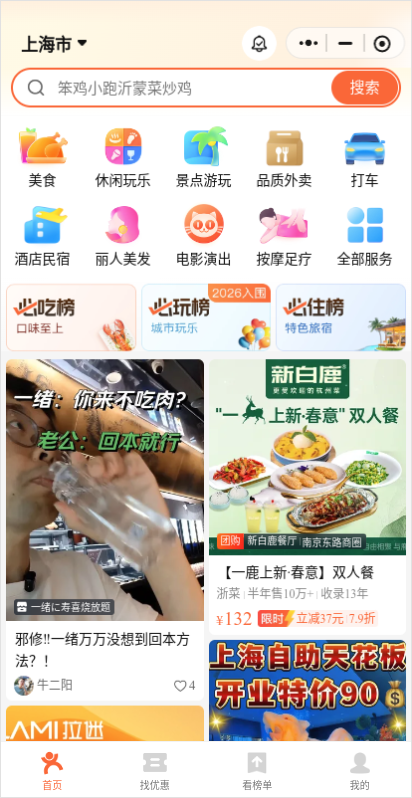 上海市
笨鸡小跑沂蒙菜炒鸡
搜索
美食
休闲玩乐
景点游玩
品质外卖
打车
酒店民宿
丽人美发
电影演出
按摩足疗
全部服务
必吃榜
口味至上
必玩榜
城市玩乐
2026入围
必住榜
特色旅宿
一绪：你来不吃肉？
老公：回本就行
一绪に寿喜烧放题
邪修‼一绪万万没想到回本方
法？！
牛二阳
4
LAMI拉迷
新白鹿
"一鹿上新·春意"双人餐
团购
新白鹿餐厅
南京东路商圈
【一鹿上新·春意】双人餐
浙菜
半年售10万+
收录13年
¥132
限时
立减37元
7.9折
上海自助天花板
开业特价90
首页
找优惠
看榜单
我的